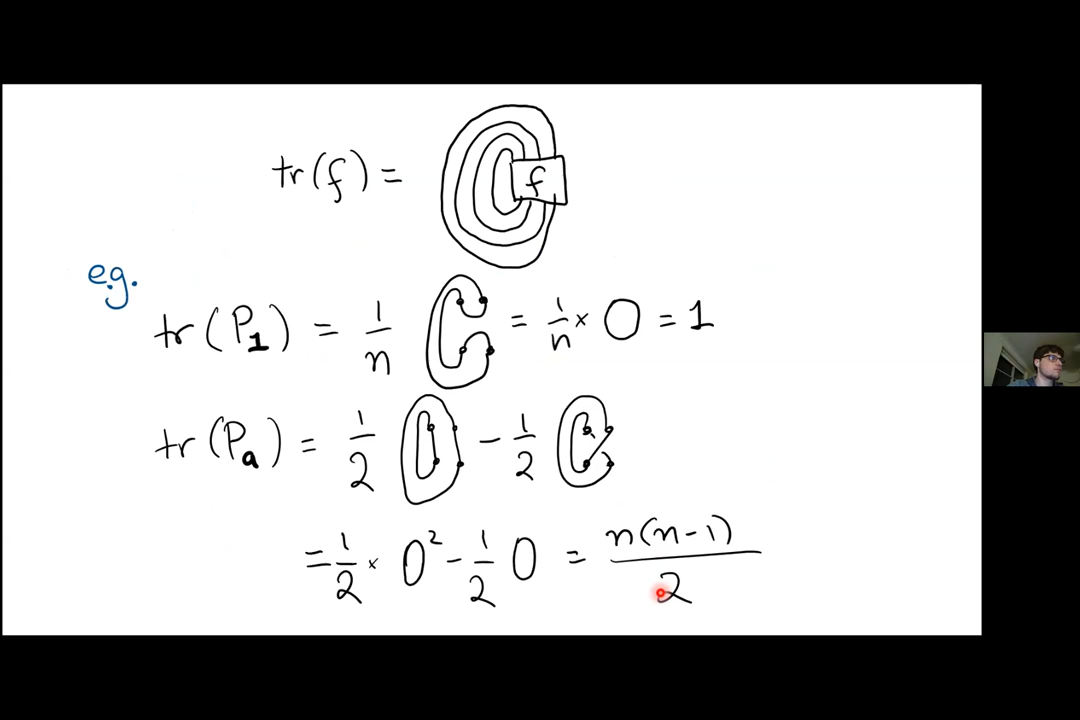 tr(f) = f
e.g.
tr(P₁) = 1/n = 1/n × O = 1
tr(Pₐ) = 1/2 - 1/2
= 1/2 × O² - 1/2 O = n(n-1)/2